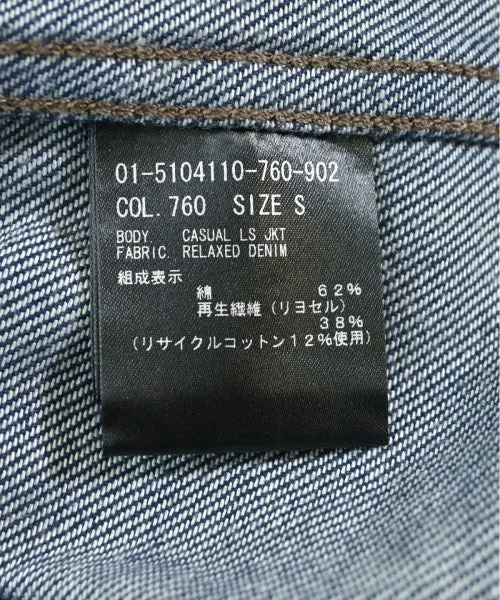 01-5104110-760-902
COL. 760 SIZE S
BODY CASUAL LS JKT
FABRIC. RELAXED DENIM
組成表示
綿 62%
再生繊維(リヨセル)
38%
(リサイクルコットン12%使用)